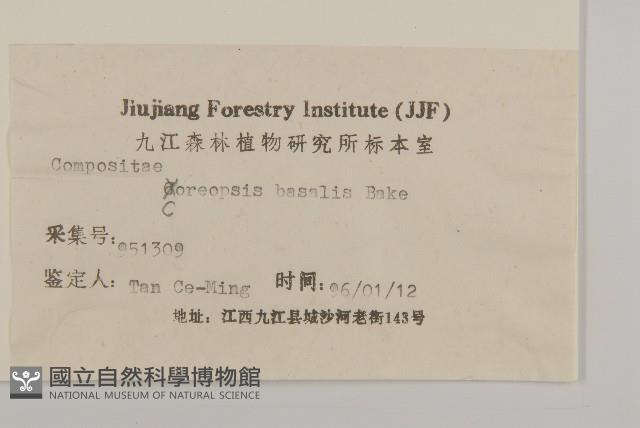 Jiujiang Forestry Institute (JJF)
九江森林植物研究所标本室
Compositae
Coreopsis basalis Bake
采集号: 951309
鉴定人: Tan Ce-Ming 时间: 96/01/12
地址: 江西九江县城沙河老街143号
國立自然科學博物館
NATIONAL MUSEUM OF NATURAL SCIENCE